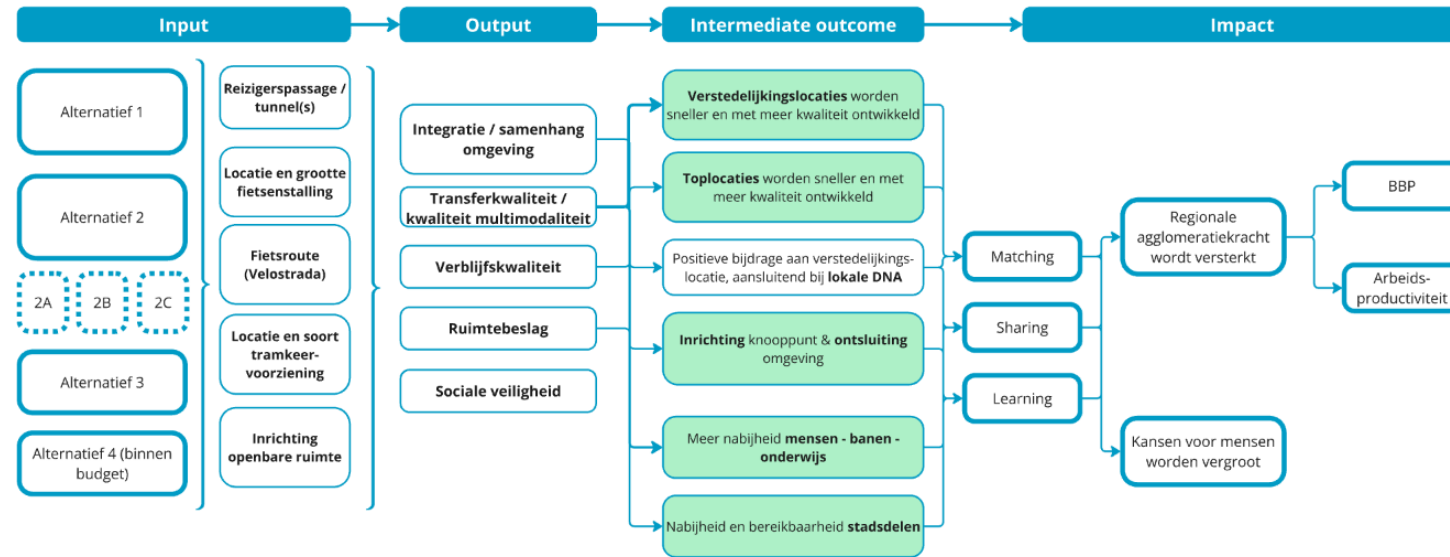 Input
Output
Intermediate outcome
Impact
Alternatief 1
Alternatief 2
2A
2B
2C
Alternatief 3
Alternatief 4 (binnen
budget)
Reizigerspassage /
tunnel(s)
Locatie en grootte
fietsenstalling
Fietsroute
(Velostrada)
Locatie en soort
tramkeer-
voorziening
Inrichting
openbare ruimte
Integratie / samenhang
omgeving
Transferkwaliteit /
kwaliteit multimodaliteit
Verblijfskwaliteit
Ruimtebeslag
Sociale veiligheid
Verstedelijkingslocaties worden
sneller en met meer kwaliteit ontwikkeld
Toplocaties worden sneller en met
meer kwaliteit ontwikkeld
Positieve bijdrage aan verstedelijkings-
locatie, aansluitend bij lokale DNA
Inrichting knooppunt & ontsluiting
omgeving
Meer nabijheid mensen - banen -
onderwijs
Nabijheid en bereikbaarheid stadsdelen
Matching
Sharing
Learning
Regionale
agglomeratiekracht
wordt versterkt
Kansen voor mensen
worden vergroot
BBP
Arbeids-
productiviteit